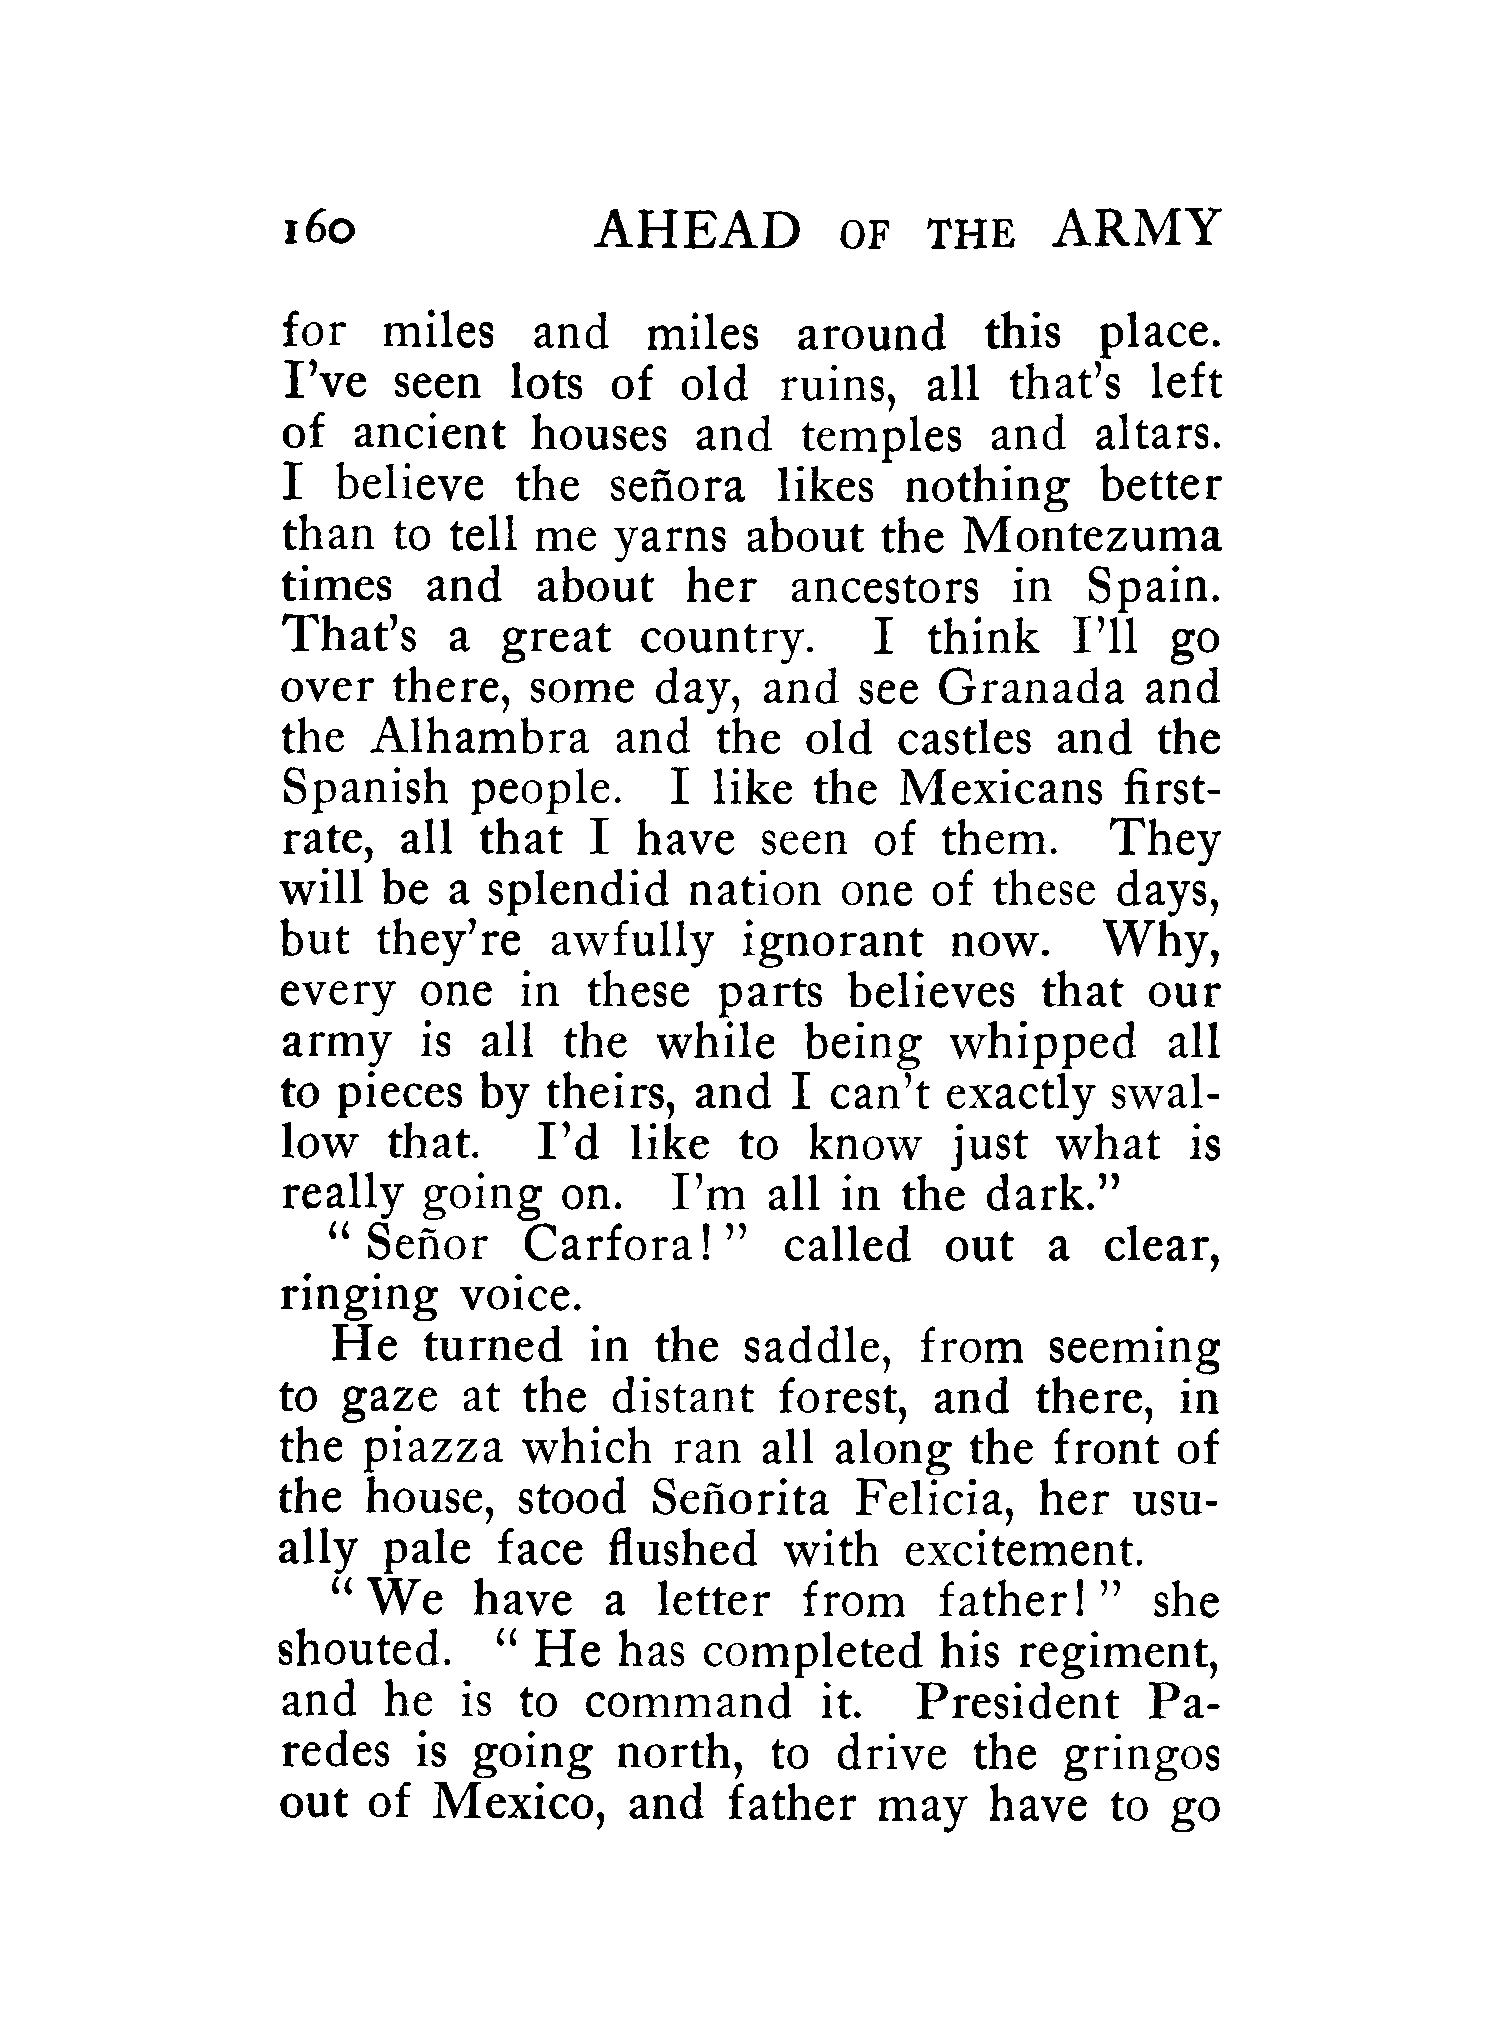 160 AHEAD OF THE ARMY
for miles and miles around this place.
I've seen lots of old ruins, all that's left
of ancient houses and temples and altars.
I believe the señora likes nothing better
than to tell me yarns about the Montezuma
times and about her ancestors in Spain.
That's a great country. I think I'll go
over there, some day, and see Granada and
the Alhambra and the old castles and the
Spanish people. I like the Mexicans first-
rate, all that I have seen of them. They
will be a splendid nation one of these days,
but they're awfully ignorant now. Why,
every one in these parts believes that our
army is all the while being whipped all
to pieces by theirs, and I can't exactly swal-
low that. I'd like to know just what is
really going on. I'm all in the dark."
" Señor Carfora! " called out a clear,
ringing voice.
He turned in the saddle, from seeming
to gaze at the distant forest, and there, in
the piazza which ran all along the front of
the house, stood Señorita Felicia, her usu-
ally pale face flushed with excitement.
" We have a letter from father! " she
shouted. " He has completed his regiment,
and he is to command it. President Pa-
redes is going north, to drive the gringos
out of Mexico, and father may have to go